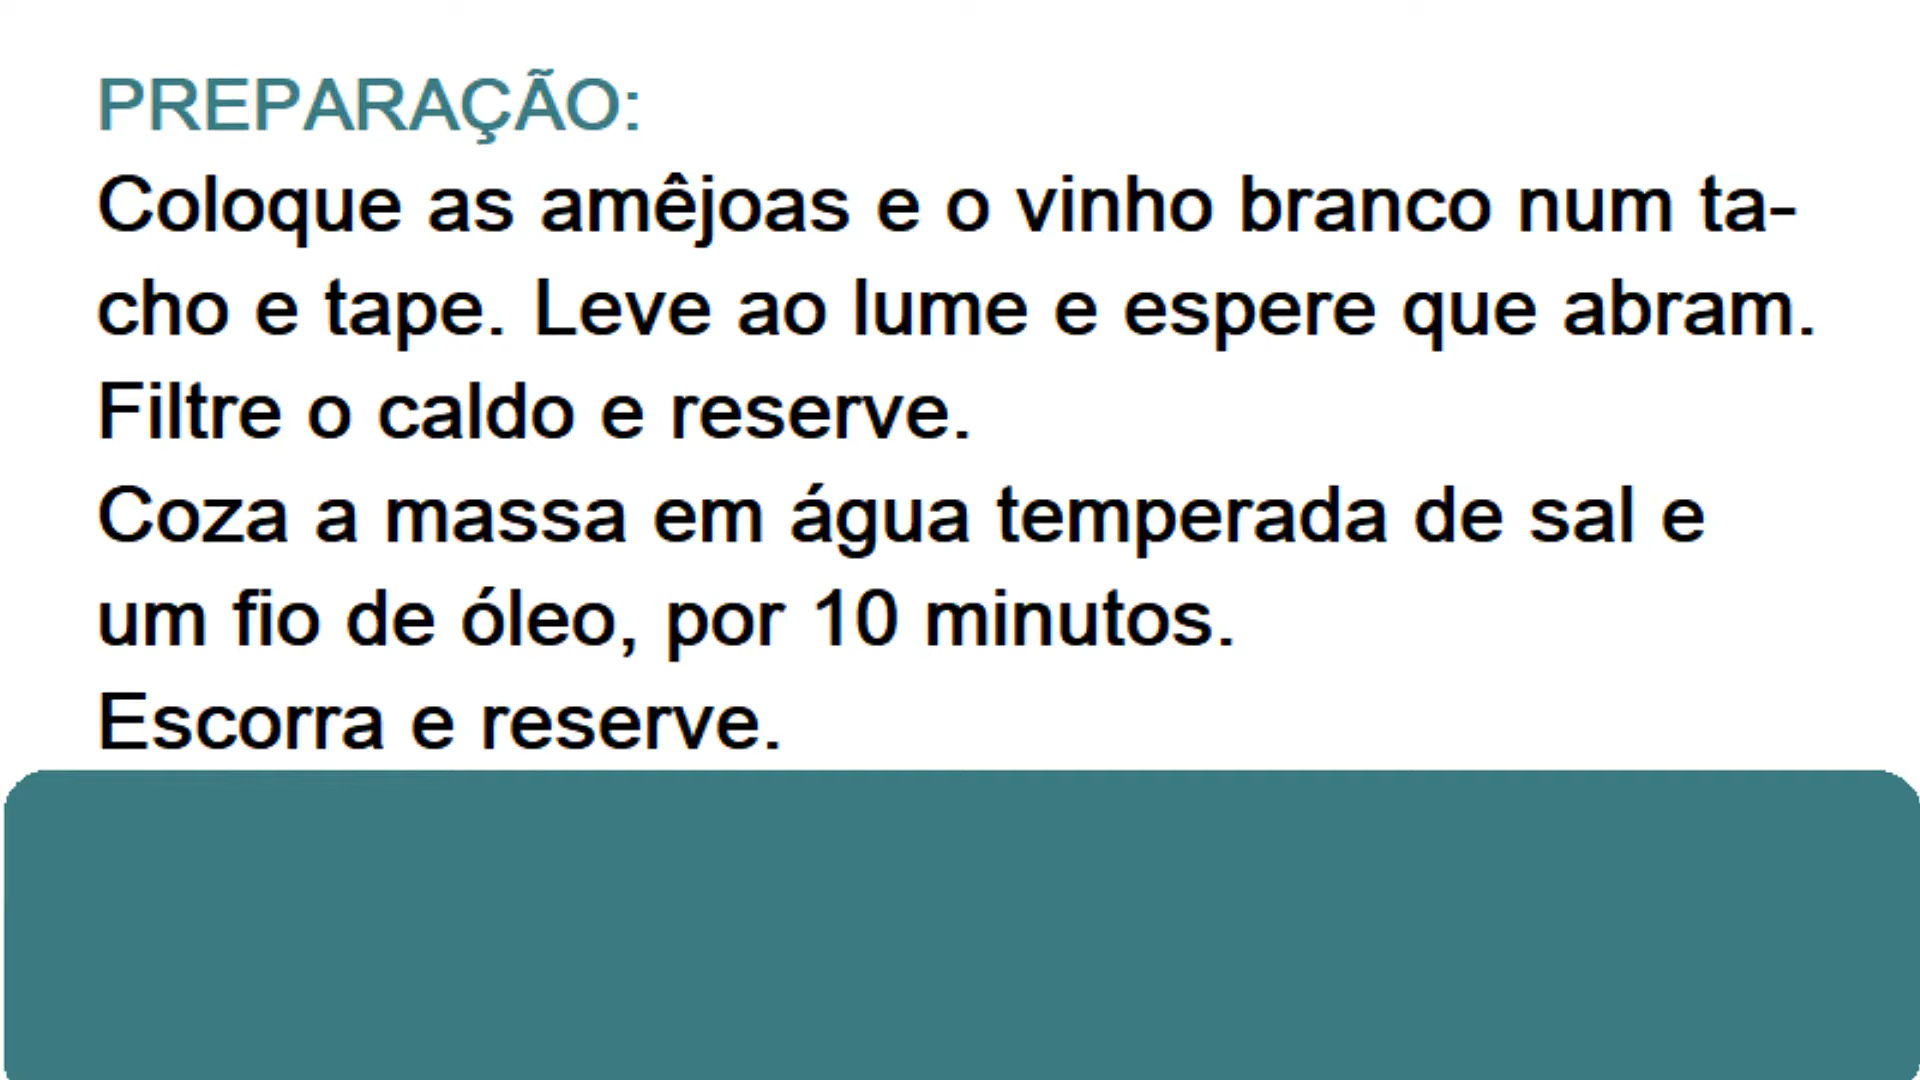 PREPARAÇÃO:
Coloque as amêjoas e o vinho branco num ta-
cho e tape. Leve ao lume e espere que abram.
Filtre o caldo e reserve.
Coza a massa em água temperada de sal e
um fio de óleo, por 10 minutos.
Escorra e reserve.